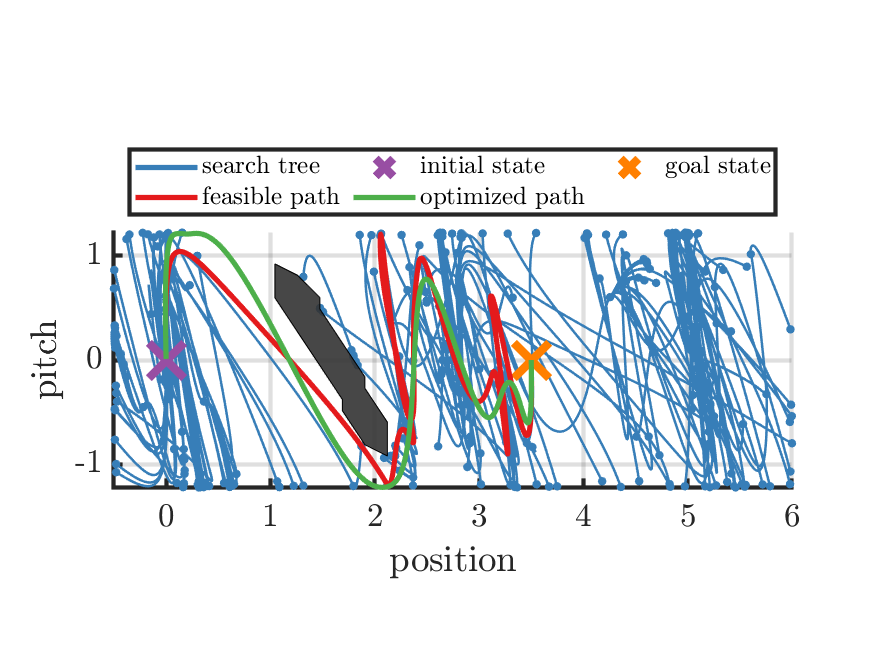 search tree initial state goal state
feasible path optimized path
1
0
-1
pitch
0 1 2 3 4 5 6
position